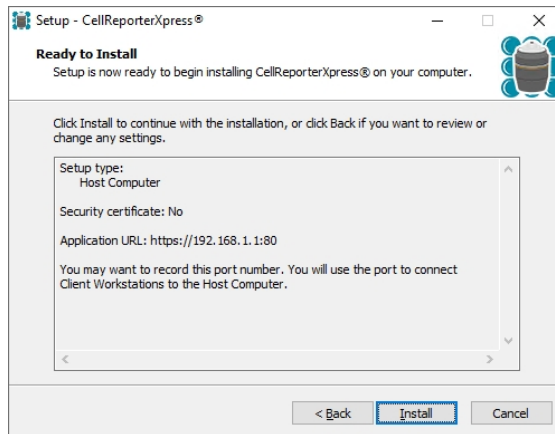 Setup - CellReporterXpress®
Ready to Install
Setup is now ready to begin installing CellReporterXpress® on your computer.
Click Install to continue with the installation, or click Back if you want to review or
change any settings.
Setup type:
Host Computer
Security certificate: No
Application URL: https://192.168.1.1:80
You may want to record this port number. You will use the port to connect
Client Workstations to the Host Computer.
< Back
Install
Cancel